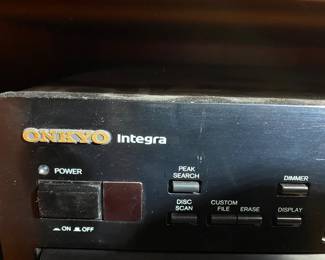 ONKYO Integra
POWER
PEAK SEARCH
DIMMER
DISC SCAN
CUSTOM FILE
ERASE
DISPLAY
ON OFF